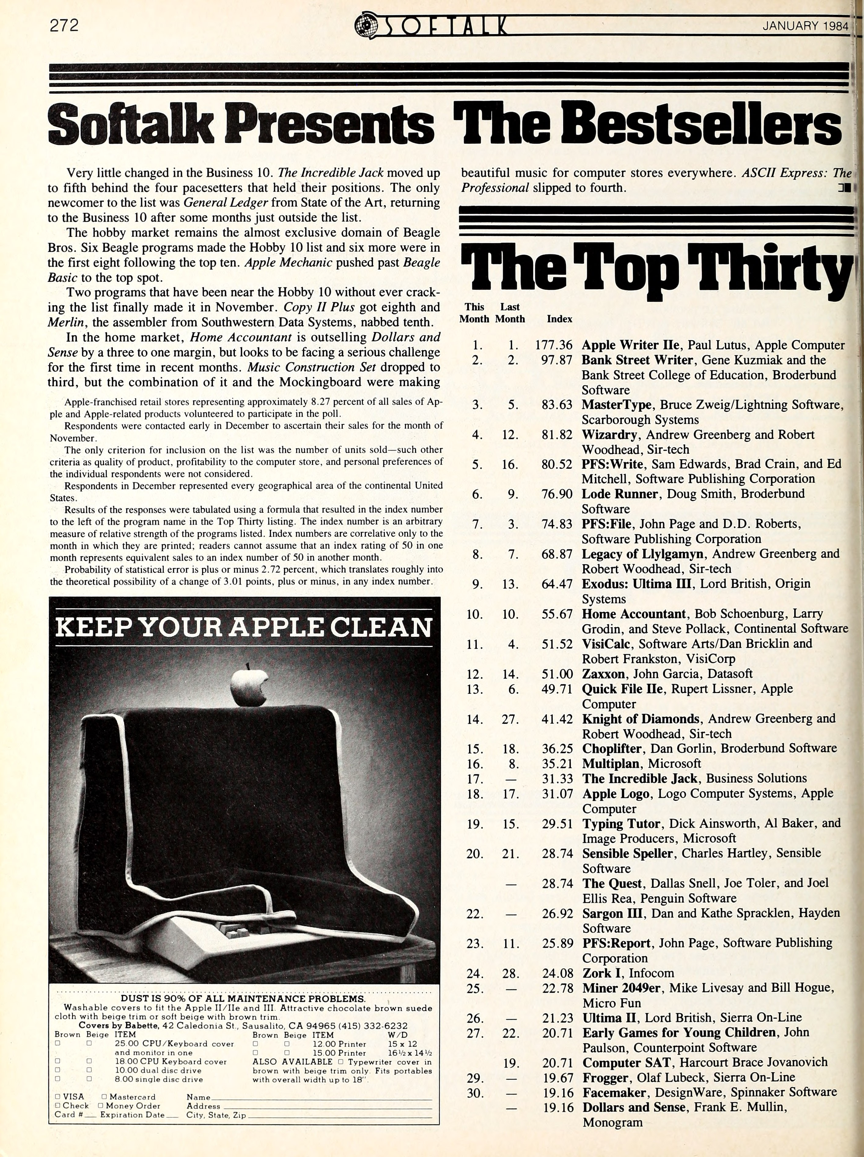 272
SOFTALK
JANUARY 1984
Softalk Presents The Bestsellers
Very little changed in the Business 10. The Incredible Jack moved up
to fifth behind the four pacesetters that held their positions. The only
newcomer to the list was General Ledger from State of the Art, returning
to the Business 10 after some months just outside the list.
The hobby market remains the almost exclusive domain of Beagle
Bros. Six Beagle programs made the Hobby 10 list and six more were in
the first eight following the top ten. Apple Mechanic pushed past Beagle
Basic to the top spot.
Two programs that have been near the Hobby 10 without ever crack-
ing the list finally made it in November. Copy II Plus got eighth and
Merlin, the assembler from Southwestern Data Systems, nabbed tenth.
In the home market, Home Accountant is outselling Dollars and
Sense by a three to one margin, but looks to be facing a serious challenge
for the first time in recent months. Music Construction Set dropped to
third, but the combination of it and the Mockingboard were making
beautiful music for computer stores everywhere. ASCII Express: The
Professional slipped to fourth.
Apple-franchised retail stores representing approximately 8.27 percent of all sales of Ap-
ple and Apple-related products volunteered to participate in the poll.
Respondents were contacted early in December to ascertain their sales for the month of
November.
The only criterion for inclusion on the list was the number of units sold—such other
criteria as quality of product, profitability to the computer store, and personal preferences of
the individual respondents were not considered.
Respondents in December represented every geographical area of the continental United
States.
Results of the responses were tabulated using a formula that resulted in the index number
to the left of the program name in the Top Thirty listing. The index number is an arbitrary
measure of relative strength of the programs listed. Index numbers are correlative only to the
month in which they are printed; readers cannot assume that an index rating of 50 in one
month represents equivalent sales to an index number of 50 in another month.
Probability of statistical error is plus or minus 2.72 percent, which translates roughly into
the theoretical possibility of a change of 3.01 points, plus or minus, in any index number.
KEEP YOUR APPLE CLEAN
DUST IS 90% OF ALL MAINTENANCE PROBLEMS.
Washable covers to fit the Apple II/IIe and III. Attractive chocolate brown suede
cloth with beige trim or soft beige with brown trim.
Covers by Babette, 42 Caledonia St., Sausalito, CA 94965 (415) 332-6232
Brown Beige ITEM Brown Beige ITEM W/D
□ □ 25.00 CPU/Keyboard cover □ □ 12.00 Printer 15 x 12
and monitor in one □ □ 15.00 Printer 16½ x 14½
□ □ 18.00 CPU Keyboard cover ALSO AVAILABLE □ Typewriter cover in
□ □ 10.00 dual disc drive brown with beige trim only. Fits portables
□ □ 8.00 single disc drive with overall width up to 18".
□ VISA □ Mastercard Name
□ Check □ Money Order Address
Card # Expiration Date City, State, Zip
The Top Thirty
This Last
Month Month Index
1. 1. 177.36 Apple Writer IIe, Paul Lutus, Apple Computer
2. 2. 97.87 Bank Street Writer, Gene Kuzmiak and the
Bank Street College of Education, Broderbund
Software
3. 5. 83.63 MasterType, Bruce Zweig/Lightning Software,
Scarborough Systems
4. 12. 81.82 Wizardry, Andrew Greenberg and Robert
Woodhead, Sir-tech
5. 16. 80.52 PFS:Write, Sam Edwards, Brad Crain, and Ed
Mitchell, Software Publishing Corporation
6. 9. 76.90 Lode Runner, Doug Smith, Broderbund
Software
7. 3. 74.83 PFS:File, John Page and D.D. Roberts,
Software Publishing Corporation
8. 7. 68.87 Legacy of Llylgamyn, Andrew Greenberg and
Robert Woodhead, Sir-tech
9. 13. 64.47 Exodus: Ultima III, Lord British, Origin
Systems
10. 10. 55.67 Home Accountant, Bob Schoenburg, Larry
Grodin, and Steve Pollack, Continental Software
11. 4. 51.52 VisiCalc, Software Arts/Dan Bricklin and
Robert Frankston, VisiCorp
12. 14. 51.00 Zaxxon, John Garcia, Datasoft
13. 6. 49.71 Quick File IIe, Rupert Lissner, Apple
Computer
14. 27. 41.42 Knight of Diamonds, Andrew Greenberg and
Robert Woodhead, Sir-tech
15. 18. 36.25 Choplifter, Dan Gorlin, Broderbund Software
16. 8. 35.21 Multiplan, Microsoft
17. — 31.33 The Incredible Jack, Business Solutions
18. 17. 31.07 Apple Logo, Logo Computer Systems, Apple
Computer
19. 15. 29.51 Typing Tutor, Dick Ainsworth, Al Baker, and
Image Producers, Microsoft
20. 21. 28.74 Sensible Speller, Charles Hartley, Sensible
Software
— 28.74 The Quest, Dallas Snell, Joe Toler, and Joel
Ellis Rea, Penguin Software
22. — 26.92 Sargon III, Dan and Kathe Spracklen, Hayden
Software
23. 11. 25.89 PFS:Report, John Page, Software Publishing
Corporation
24. 28. 24.08 Zork I, Infocom
25. — 22.78 Miner 2049er, Mike Livesay and Bill Hogue,
Micro Fun
26. — 21.23 Ultima II, Lord British, Sierra On-Line
27. 22. 20.71 Early Games for Young Children, John
Paulson, Counterpoint Software
19. 20.71 Computer SAT, Harcourt Brace Jovanovich
29. — 19.67 Frogger, Olaf Lubeck, Sierra On-Line
30. — 19.16 Facemaker, DesignWare, Spinnaker Software
— 19.16 Dollars and Sense, Frank E. Mullin,
Monogram